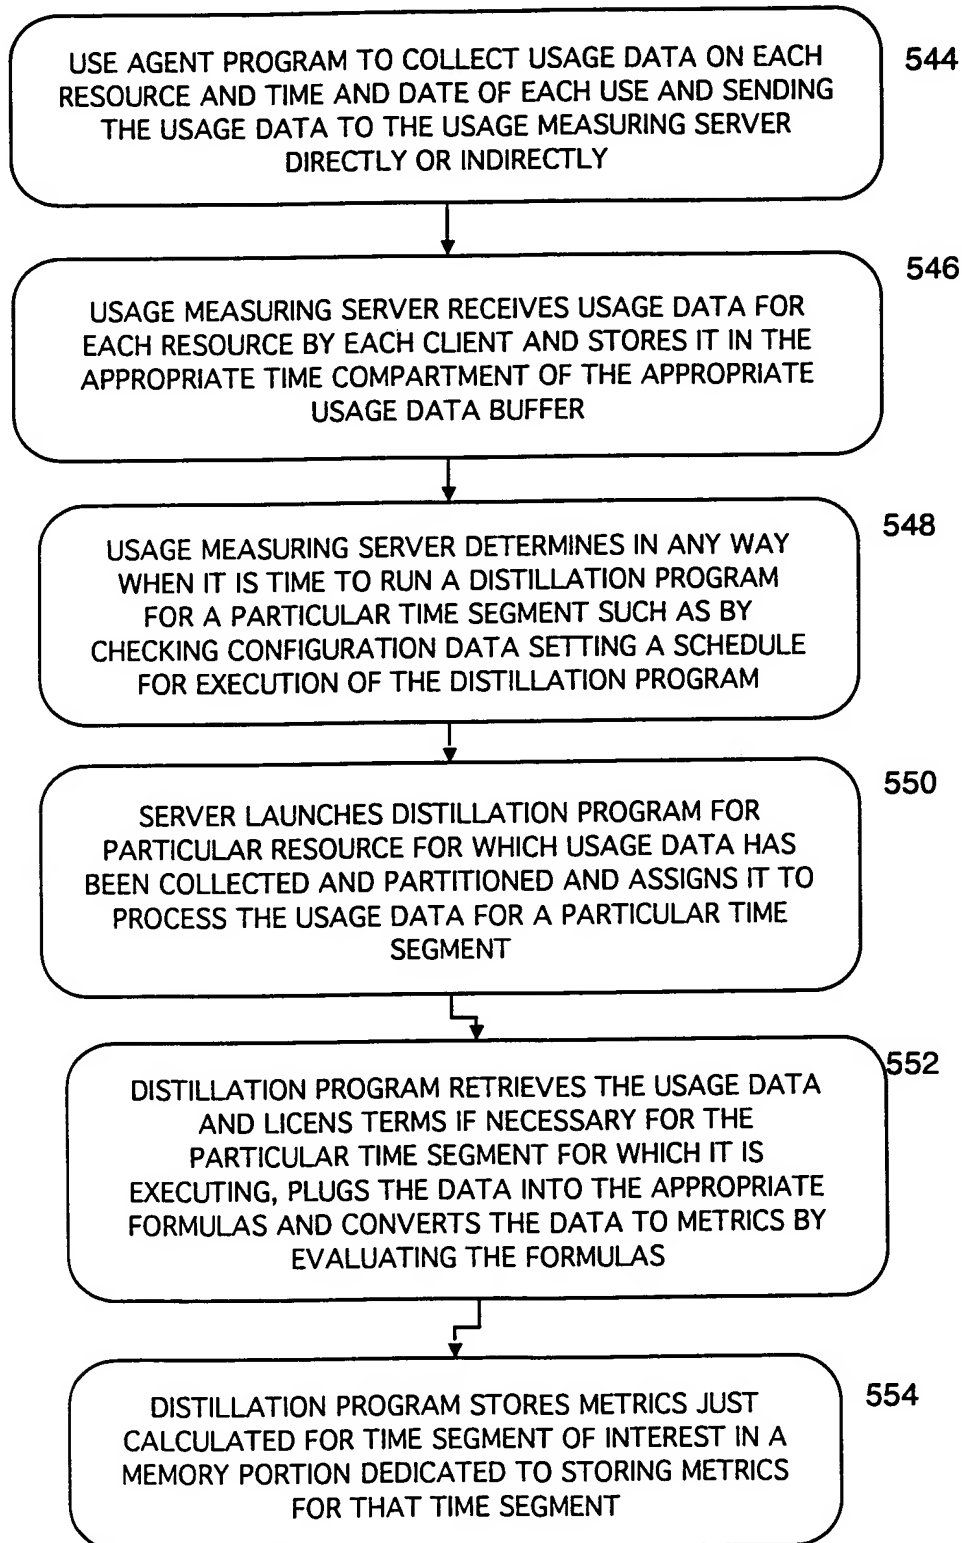 USE AGENT PROGRAM TO COLLECT USAGE DATA ON EACH
RESOURCE AND TIME AND DATE OF EACH USE AND SENDING
THE USAGE DATA TO THE USAGE MEASURING SERVER
DIRECTLY OR INDIRECTLY
544
USAGE MEASURING SERVER RECEIVES USAGE DATA FOR
EACH RESOURCE BY EACH CLIENT AND STORES IT IN THE
APPROPRIATE TIME COMPARTMENT OF THE APPROPRIATE
USAGE DATA BUFFER
546
USAGE MEASURING SERVER DETERMINES IN ANY WAY
WHEN IT IS TIME TO RUN A DISTILLATION PROGRAM
FOR A PARTICULAR TIME SEGMENT SUCH AS BY
CHECKING CONFIGURATION DATA SETTING A SCHEDULE
FOR EXECUTION OF THE DISTILLATION PROGRAM
548
SERVER LAUNCHES DISTILLATION PROGRAM FOR
PARTICULAR RESOURCE FOR WHICH USAGE DATA HAS
BEEN COLLECTED AND PARTITIONED AND ASSIGNS IT TO
PROCESS THE USAGE DATA FOR A PARTICULAR TIME
SEGMENT
550
DISTILLATION PROGRAM RETRIEVES THE USAGE DATA
AND LICENS TERMS IF NECESSARY FOR THE
PARTICULAR TIME SEGMENT FOR WHICH IT IS
EXECUTING, PLUGS THE DATA INTO THE APPROPRIATE
FORMULAS AND CONVERTS THE DATA TO METRICS BY
EVALUATING THE FORMULAS
552
DISTILLATION PROGRAM STORES METRICS JUST
CALCULATED FOR TIME SEGMENT OF INTEREST IN A
MEMORY PORTION DEDICATED TO STORING METRICS
FOR THAT TIME SEGMENT
554